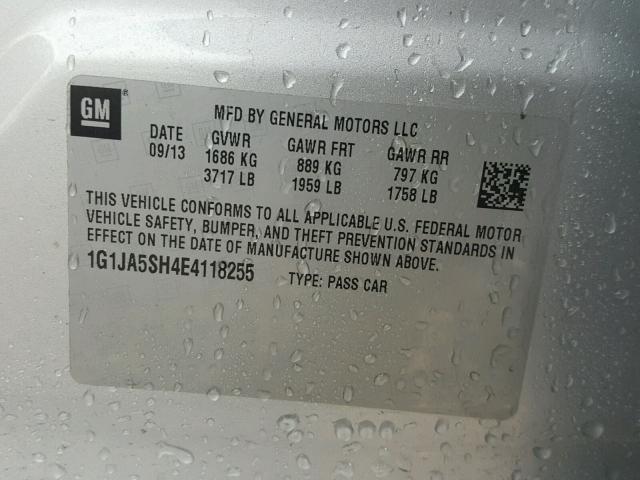 GM ®
MFD BY GENERAL MOTORS LLC
DATE GVWR GAWR FRT GAWR RR
09/13 1686 KG 889 KG 797 KG
3717 LB 1959 LB 1758 LB
THIS VEHICLE CONFORMS TO ALL APPLICABLE U.S. FEDERAL MOTOR
VEHICLE SAFETY, BUMPER, AND THEFT PREVENTION STANDARDS IN
EFFECT ON THE DATE OF MANUFACTURE SHOWN ABOVE.
1G1JA5SH4E4118255 TYPE: PASS CAR